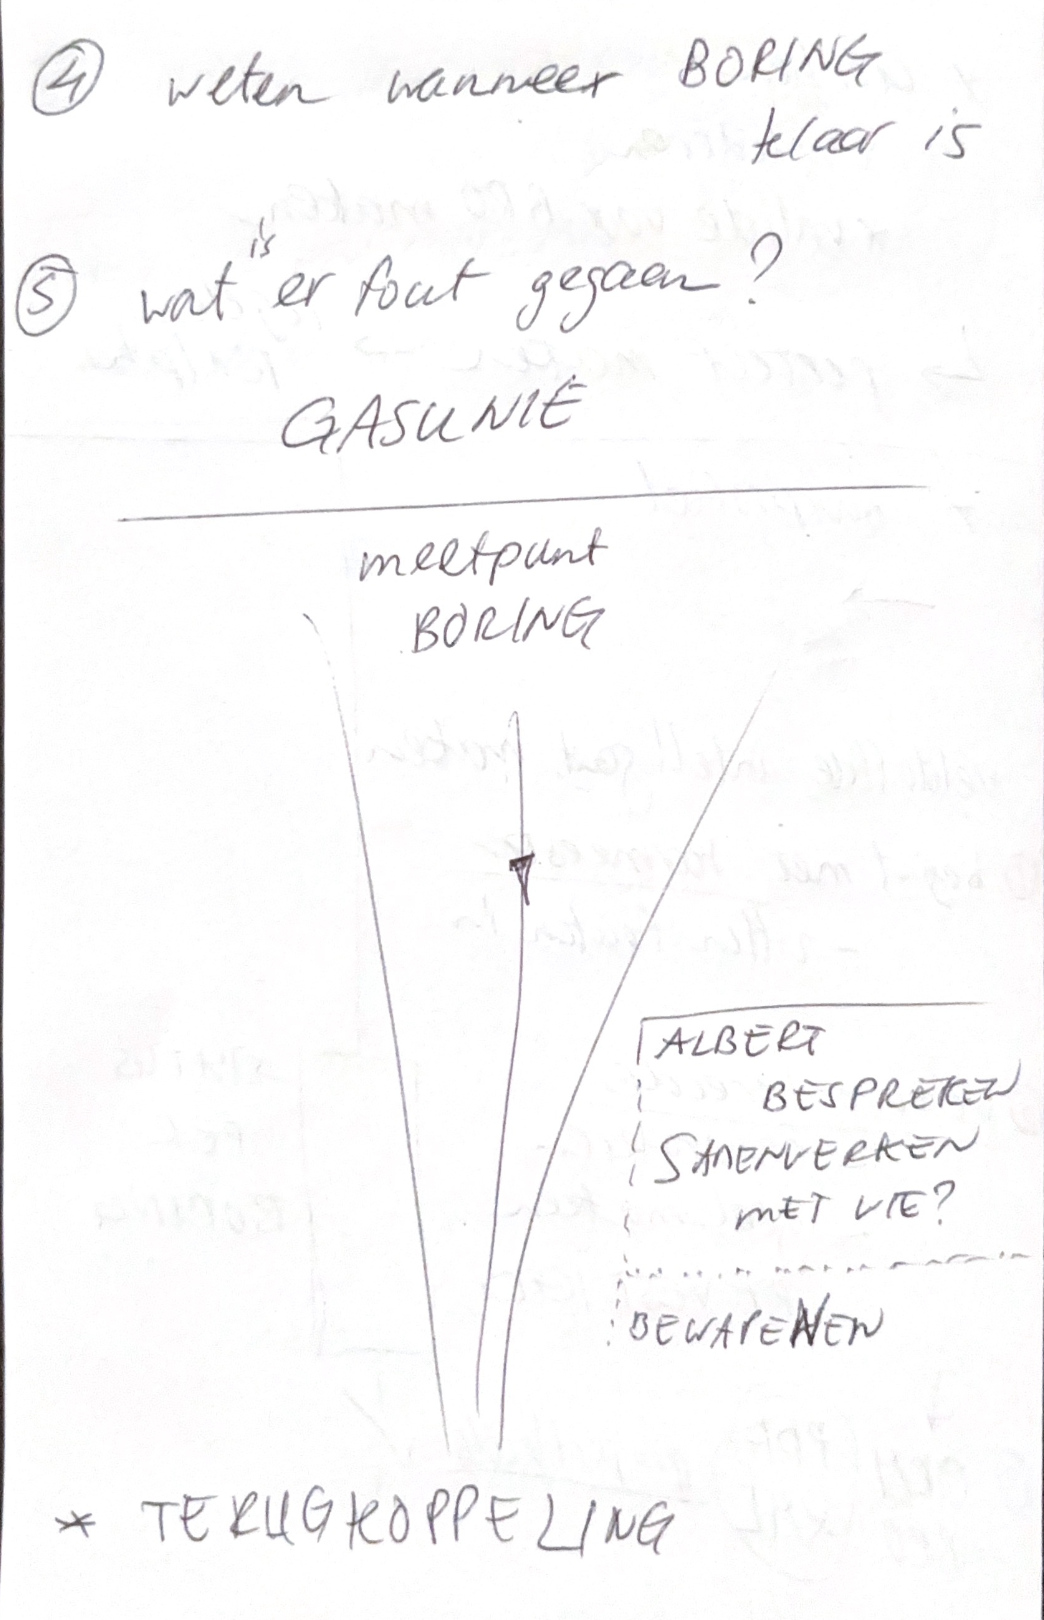 ④ weten wanneer BORING
klaar is
⑤ wat is er fout gegaan?
GASUNIE
meetpunt
BORING
ALBERT
BESPREKEN
SAMENWERKEN
MET WIE?
BEWAPENEN
* TERUGKOPPELING